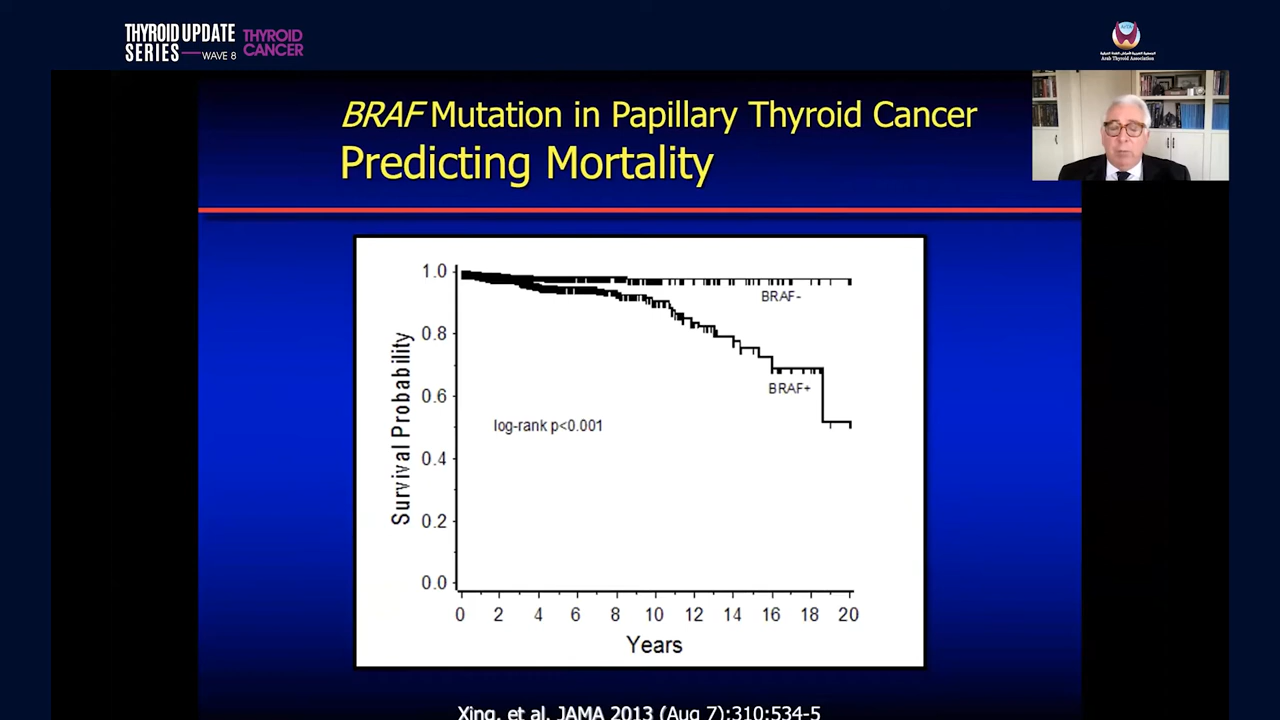 THYROID UPDATE
SERIES — WAVE 8
THYROID
CANCER
Arab Thyroid Association
BRAF Mutation in Papillary Thyroid Cancer
Predicting Mortality
1.0
0.8
0.6
0.4
0.2
0.0
Survival Probability
BRAF-
BRAF+
log-rank p<0.001
0 2 4 6 8 10 12 14 16 18 20
Years
Xing, et al. JAMA 2013 (Aug 7);310:534-5